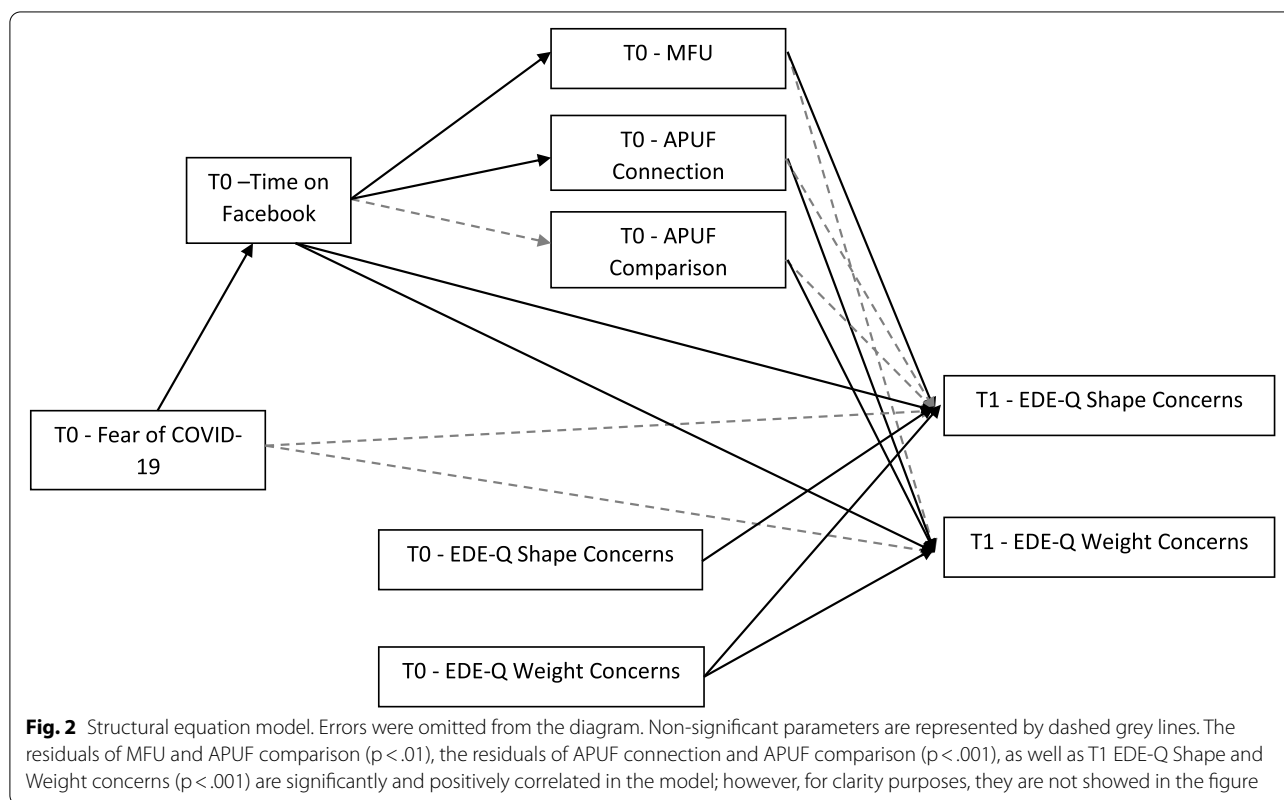 T0 - MFU
T0 - APUF
Connection
T0 –Time on
Facebook
T0 - APUF
Comparison
T1 - EDE-Q Shape Concerns
T0 - Fear of COVID-
19
T1 - EDE-Q Weight Concerns
T0 - EDE-Q Shape Concerns
T0 - EDE-Q Weight Concerns
Fig. 2 Structural equation model. Errors were omitted from the diagram. Non-significant parameters are represented by dashed grey lines. The
residuals of MFU and APUF comparison (p < .01), the residuals of APUF connection and APUF comparison (p < .001), as well as T1 EDE-Q Shape and
Weight concerns (p < .001) are significantly and positively correlated in the model; however, for clarity purposes, they are not showed in the figure